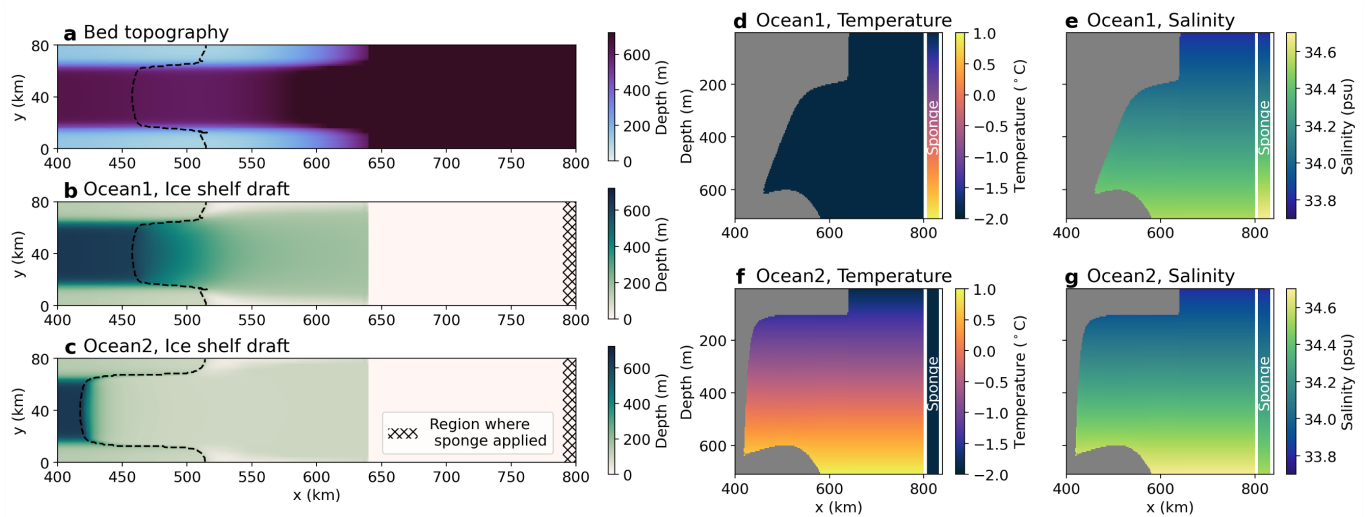 a Bed topography
80
40
0
y (km)
400 450 500 550 600 650 700 750 800
600
400
200
0
Depth (m)
b Ocean1, Ice shelf draft
80
40
0
y (km)
400 450 500 550 600 650 700 750 800
600
400
200
0
Depth (m)
c Ocean2, Ice shelf draft
80
40
0
y (km)
Region where
sponge applied
400 450 500 550 600 650 700 750 800
x (km)
600
400
200
0
Depth (m)
d Ocean1, Temperature
200
400
600
Depth (m)
Sponge
400 600 800
1.0
0.5
0.0
−0.5
−1.0
−1.5
−2.0
Temperature (°C)
e Ocean1, Salinity
Sponge
400 600 800
34.6
34.4
34.2
34.0
33.8
Salinity (psu)
f Ocean2, Temperature
200
400
600
Depth (m)
Sponge
400 600 800
x (km)
1.0
0.5
0.0
−0.5
−1.0
−1.5
−2.0
Temperature (°C)
g Ocean2, Salinity
Sponge
400 600 800
x (km)
34.6
34.4
34.2
34.0
33.8
Salinity (psu)